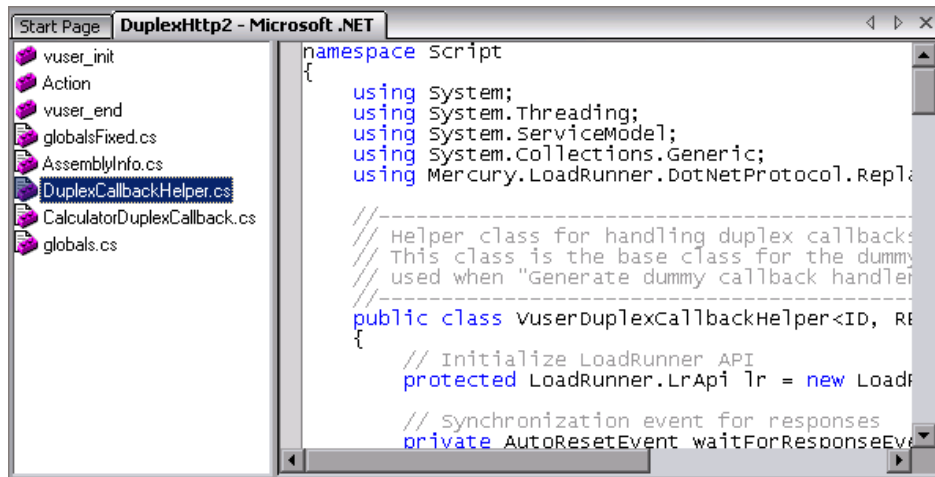 Start Page DuplexHttp2 - Microsoft .NET
vuser_init
Action
vuser_end
globalsFixed.cs
AssemblyInfo.cs
DuplexCallbackHelper.cs
CalculatorDuplexCallback.cs
globals.cs
namespace Script
{
using System;
using System.Threading;
using System.ServiceModel;
using System.Collections.Generic;
using Mercury.LoadRunner.DotNetProtocol.Repla
//--------------------------------------------------
// Helper class for handling duplex callbacks
// This class is the base class for the dummy
// used when "Generate dummy callback handler
//--------------------------------------------------
public class VuserDuplexCallbackHelper<ID, RE
{
// Initialize LoadRunner API
protected LoadRunner.LrApi lr = new LoadR
// Synchronization event for responses
private AutoResetEvent waitForResponseEve